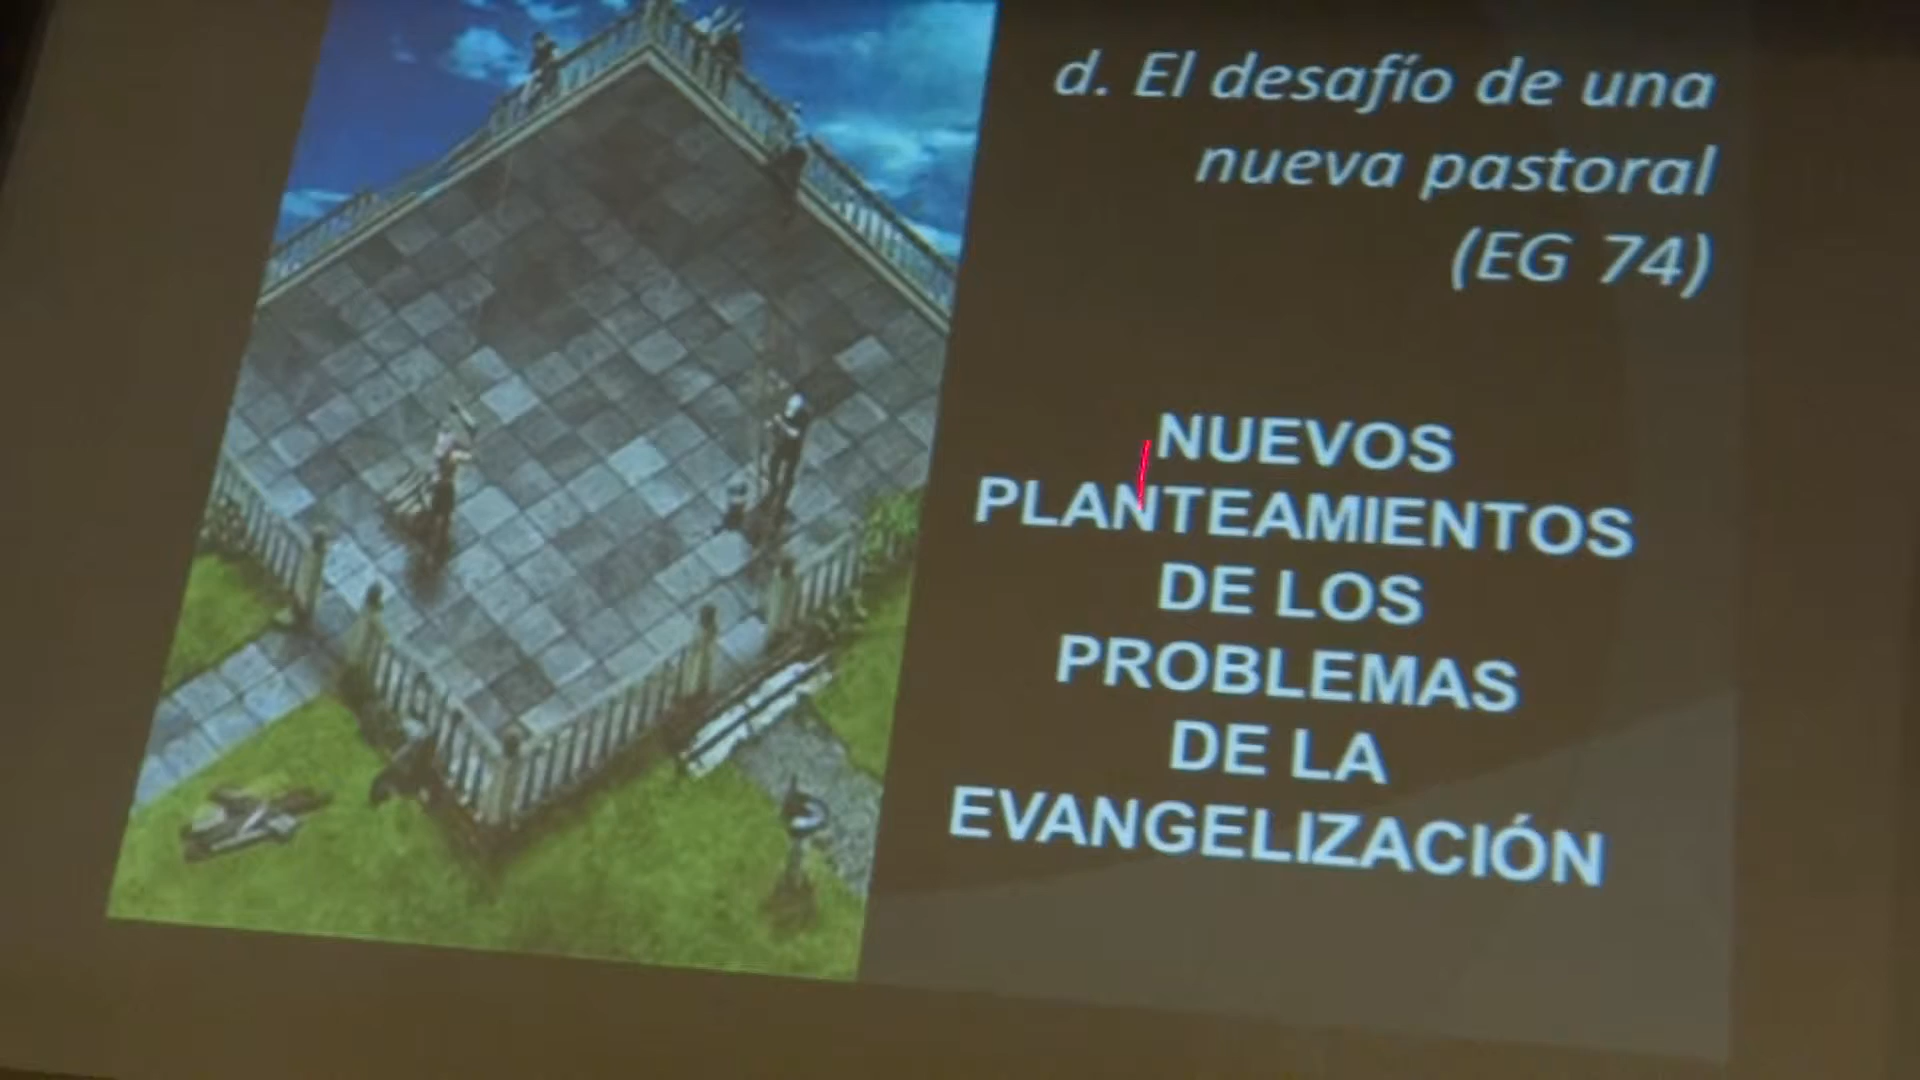 d. El desafío de una
nueva pastoral
(EG 74)
NUEVOS
PLANTEAMIENTOS
DE LOS
PROBLEMAS
DE LA
EVANGELIZACIÓN